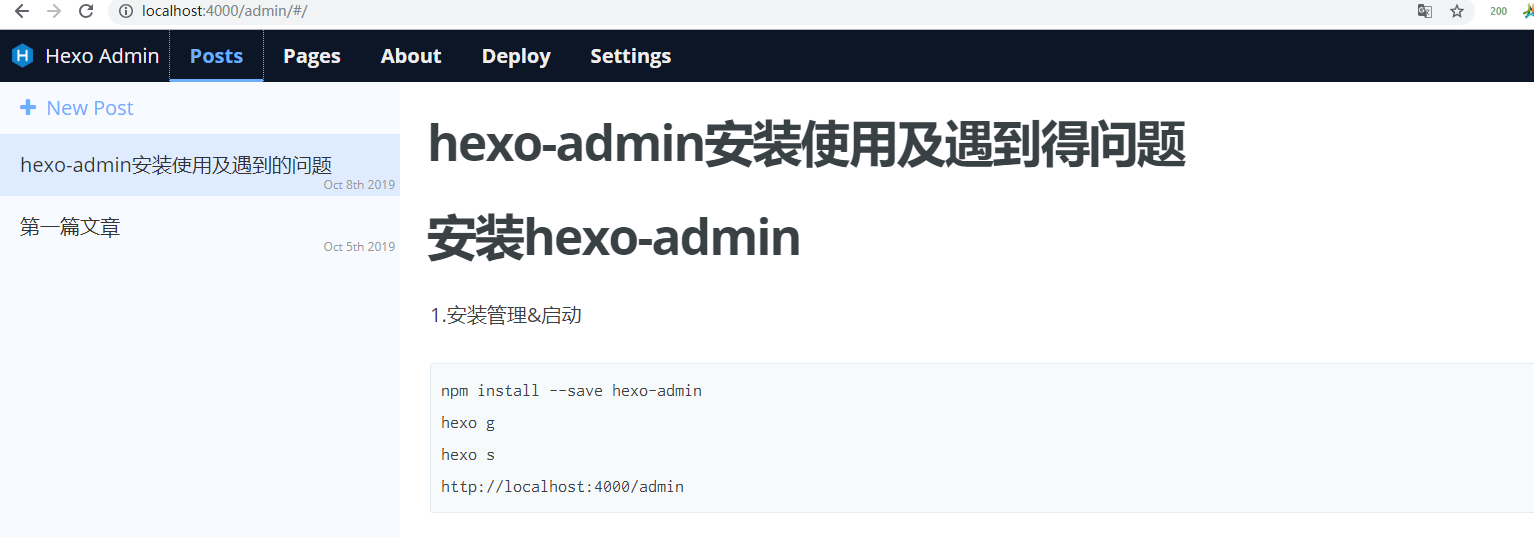 localhost:4000/admin/#/
200
Hexo Admin Posts Pages About Deploy Settings
New Post
hexo-admin安装使用及遇到的问题
Oct 8th 2019
第一篇文章
Oct 5th 2019
hexo-admin安装使用及遇到得问题
安装hexo-admin
1.安装管理&启动
npm install --save hexo-admin
hexo g
hexo s
http://localhost:4000/admin